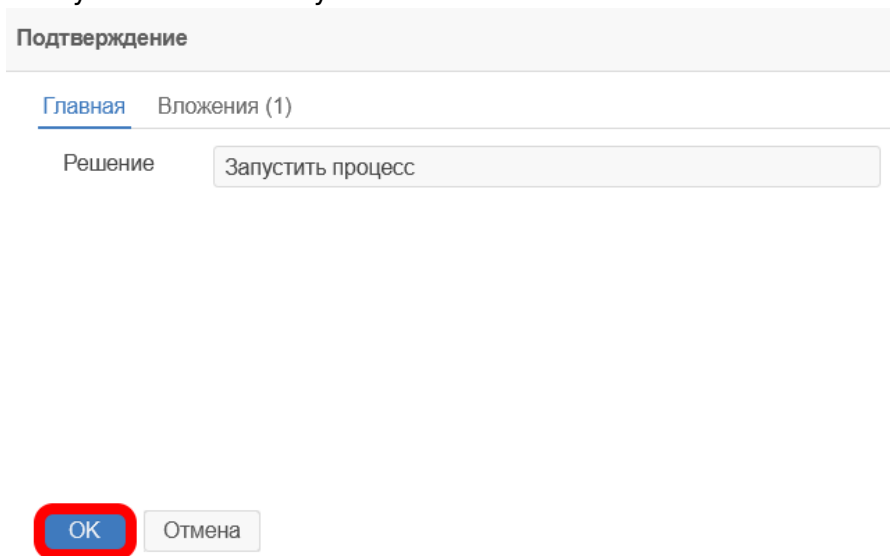 Подтверждение
Главная Вложения (1)
Решение Запустить процесс
OK Отмена